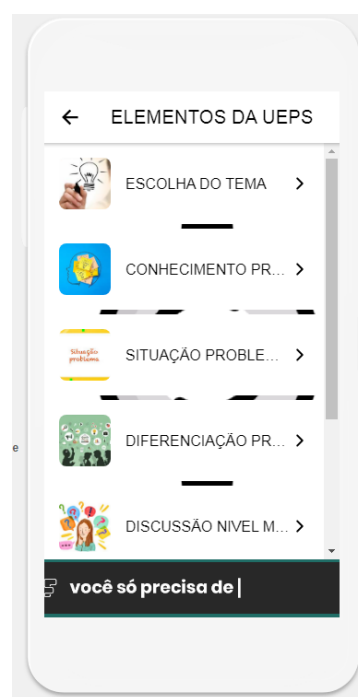 ELEMENTOS DA UEPS
ESCOLHA DO TEMA
CONHECIMENTO PR...
Situação
problema
SITUAÇÃO PROBLE...
DIFERENCIAÇÃO PR...
e
DISCUSSÃO NIVEL M...
você só precisa de